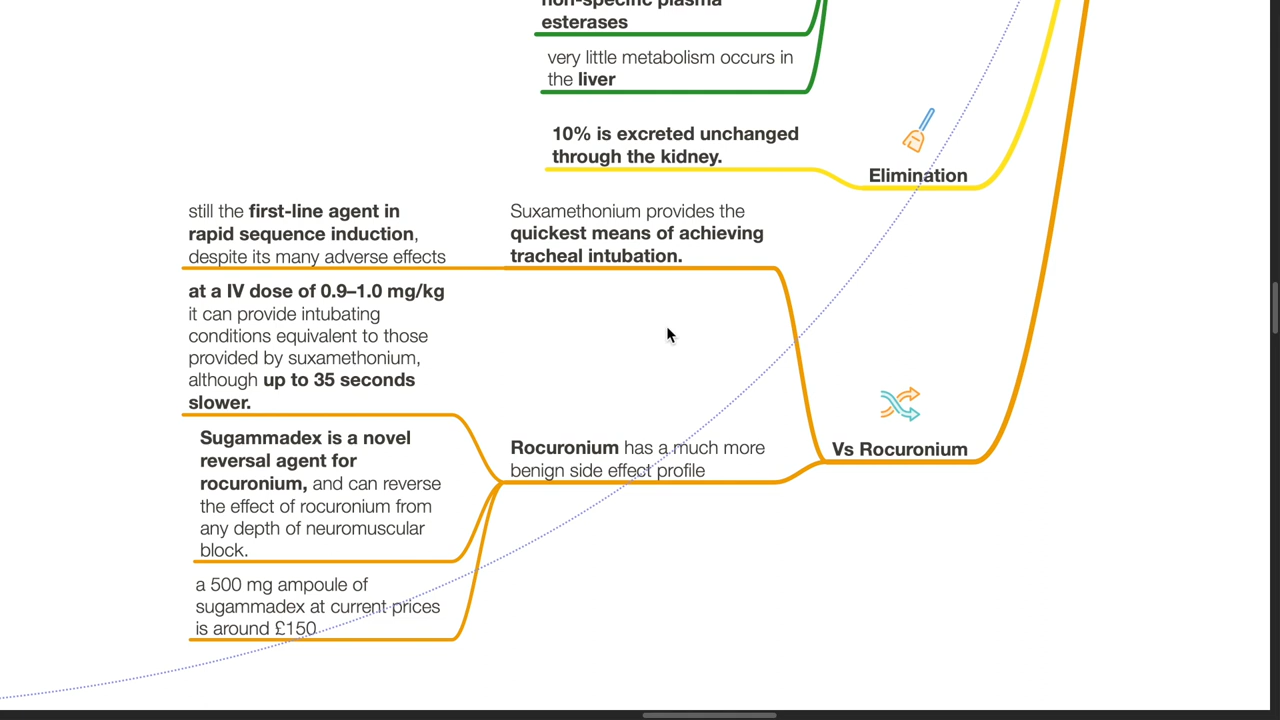 non-specific plasma
esterases
very little metabolism occurs in
the liver
10% is excreted unchanged
through the kidney.
Elimination
still the first-line agent in
rapid sequence induction,
despite its many adverse effects
Suxamethonium provides the
quickest means of achieving
tracheal intubation.
at a IV dose of 0.9–1.0 mg/kg
it can provide intubating
conditions equivalent to those
provided by suxamethonium,
although up to 35 seconds
slower.
Sugammadex is a novel
reversal agent for
rocuronium, and can reverse
the effect of rocuronium from
any depth of neuromuscular
block.
a 500 mg ampoule of
sugammadex at current prices
is around £150
Rocuronium has a much more
benign side effect profile
Vs Rocuronium